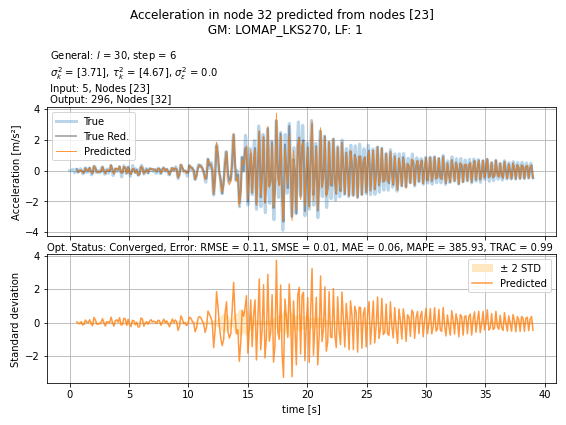 Acceleration in node 32 predicted from nodes [23]
GM: LOMAP_LKS270, LF: 1
General: l = 30, step = 6
σ²ₖ = [3.71], τ²ₖ = [4.67], σ²ε = 0.0
Input: 5, Nodes [23]
Output: 296, Nodes [32]
Acceleration [m/s²]
4
2
0
−2
−4
True
True Red.
Predicted
Opt. Status: Converged, Error: RMSE = 0.11, SMSE = 0.01, MAE = 0.06, MAPE = 385.93, TRAC = 0.99
Standard deviation
4
2
0
−2
± 2 STD
Predicted
0 5 10 15 20 25 30 35 40
time [s]